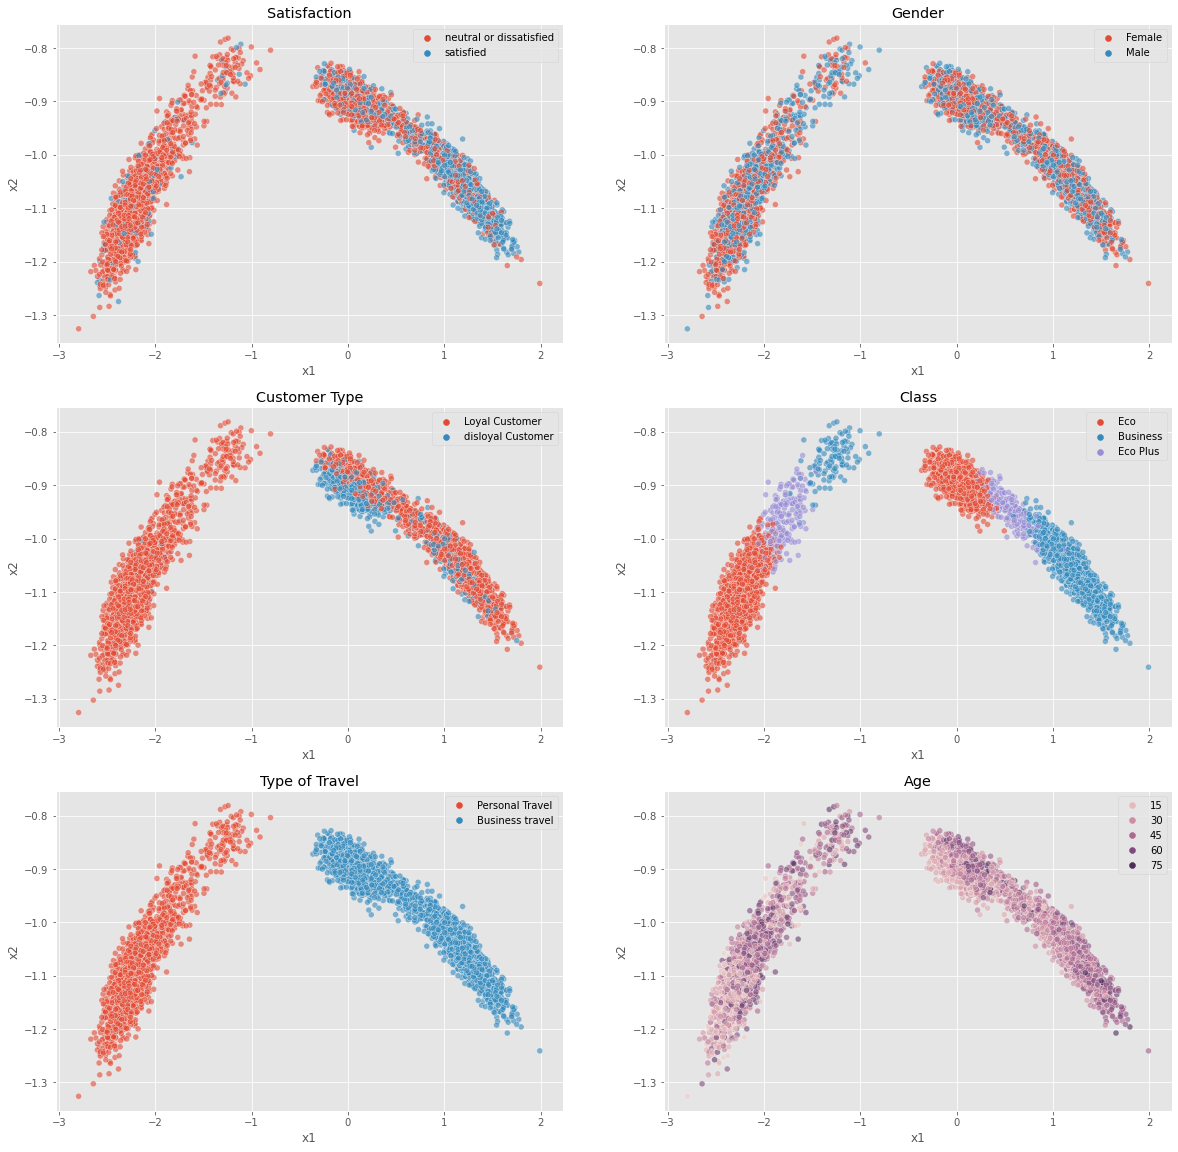 Satisfaction
neutral or dissatisfied
satisfied
−0.8
−0.9
−1.0
−1.1
−1.2
−1.3
x2
−3 −2 −1 0 1 2
x1
Gender
Female
Male
−0.8
−0.9
−1.0
−1.1
−1.2
−1.3
x2
−3 −2 −1 0 1 2
x1
Customer Type
Loyal Customer
disloyal Customer
−0.8
−0.9
−1.0
−1.1
−1.2
−1.3
x2
−3 −2 −1 0 1 2
x1
Class
Eco
Business
Eco Plus
−0.8
−0.9
−1.0
−1.1
−1.2
−1.3
x2
−3 −2 −1 0 1 2
x1
Type of Travel
Personal Travel
Business travel
−0.8
−0.9
−1.0
−1.1
−1.2
−1.3
x2
−3 −2 −1 0 1 2
x1
Age
15
30
45
60
75
−0.8
−0.9
−1.0
−1.1
−1.2
−1.3
x2
−3 −2 −1 0 1 2
x1